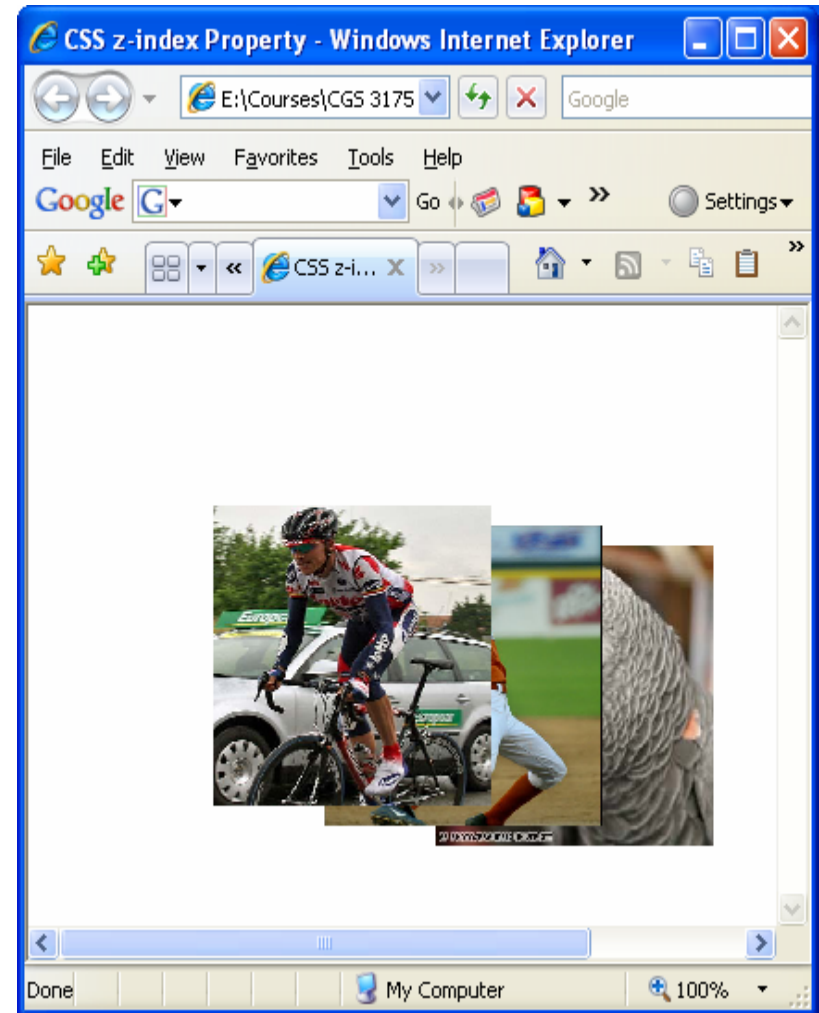 CSS z-index Property - Windows Internet Explorer
E:\Courses\CGS 3175 Google
File Edit View Favorites Tools Help
Google G Go » Settings
« CSS z-i... X » »
Europcar
europcar
Done My Computer 100%